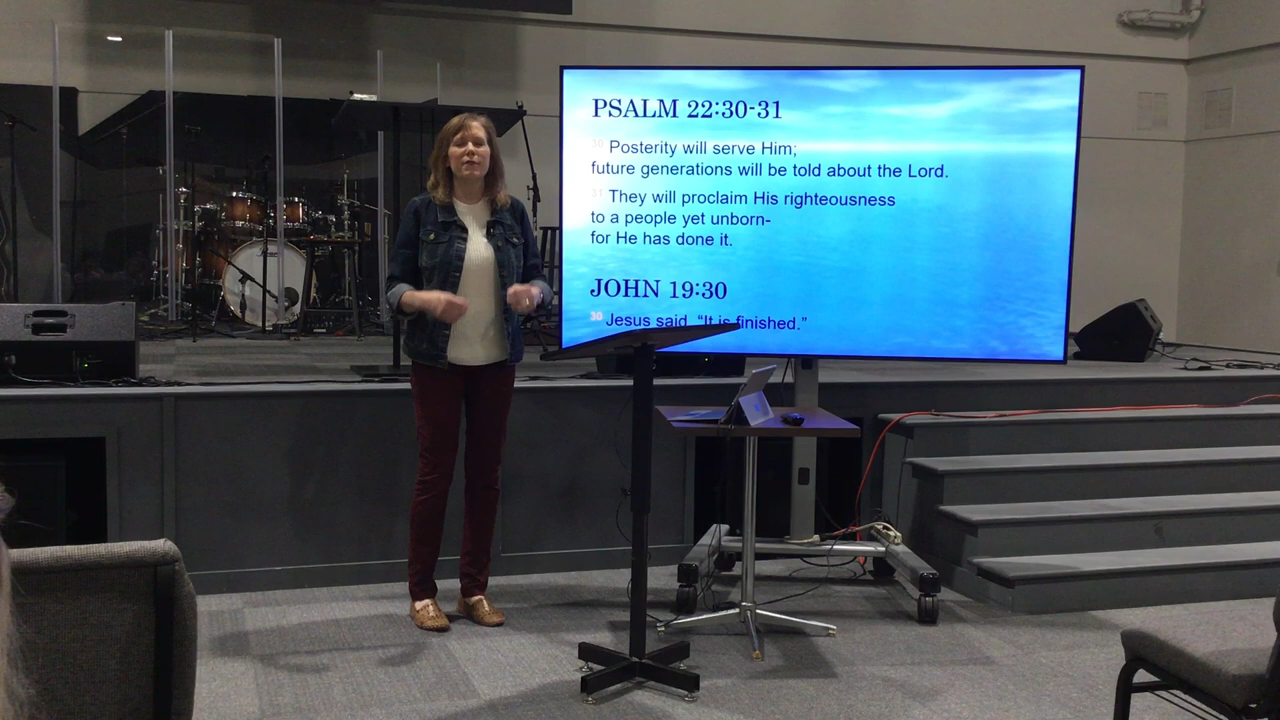 PSALM 22:30-31
30 Posterity will serve Him;
future generations will be told about the Lord.
31 They will proclaim His righteousness
to a people yet unborn-
for He has done it.
JOHN 19:30
30 Jesus said, “It is finished.”